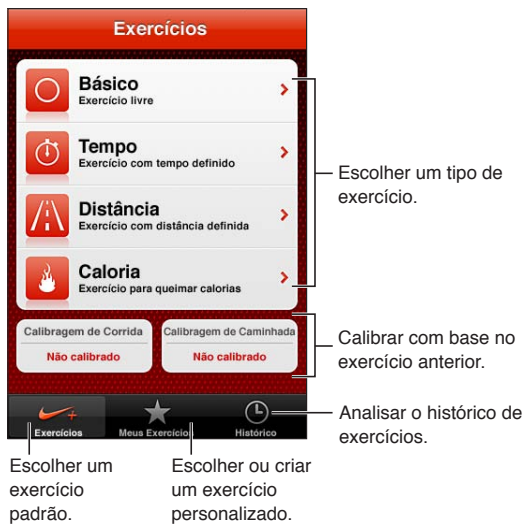 Exercícios
Básico
Exercício livre
Tempo
Exercício com tempo definido
Distância
Exercício com distância definida
Caloria
Exercício para queimar calorias
Escolher um tipo de
exercício.
Calibragem de Corrida
Não calibrado
Calibragem de Caminhada
Não calibrado
Calibrar com base no
exercício anterior.
Exercícios
Meus Exercícios
Histórico
Analisar o histórico de
exercícios.
Escolher um
exercício
padrão.
Escolher ou criar
um exercício
personalizado.